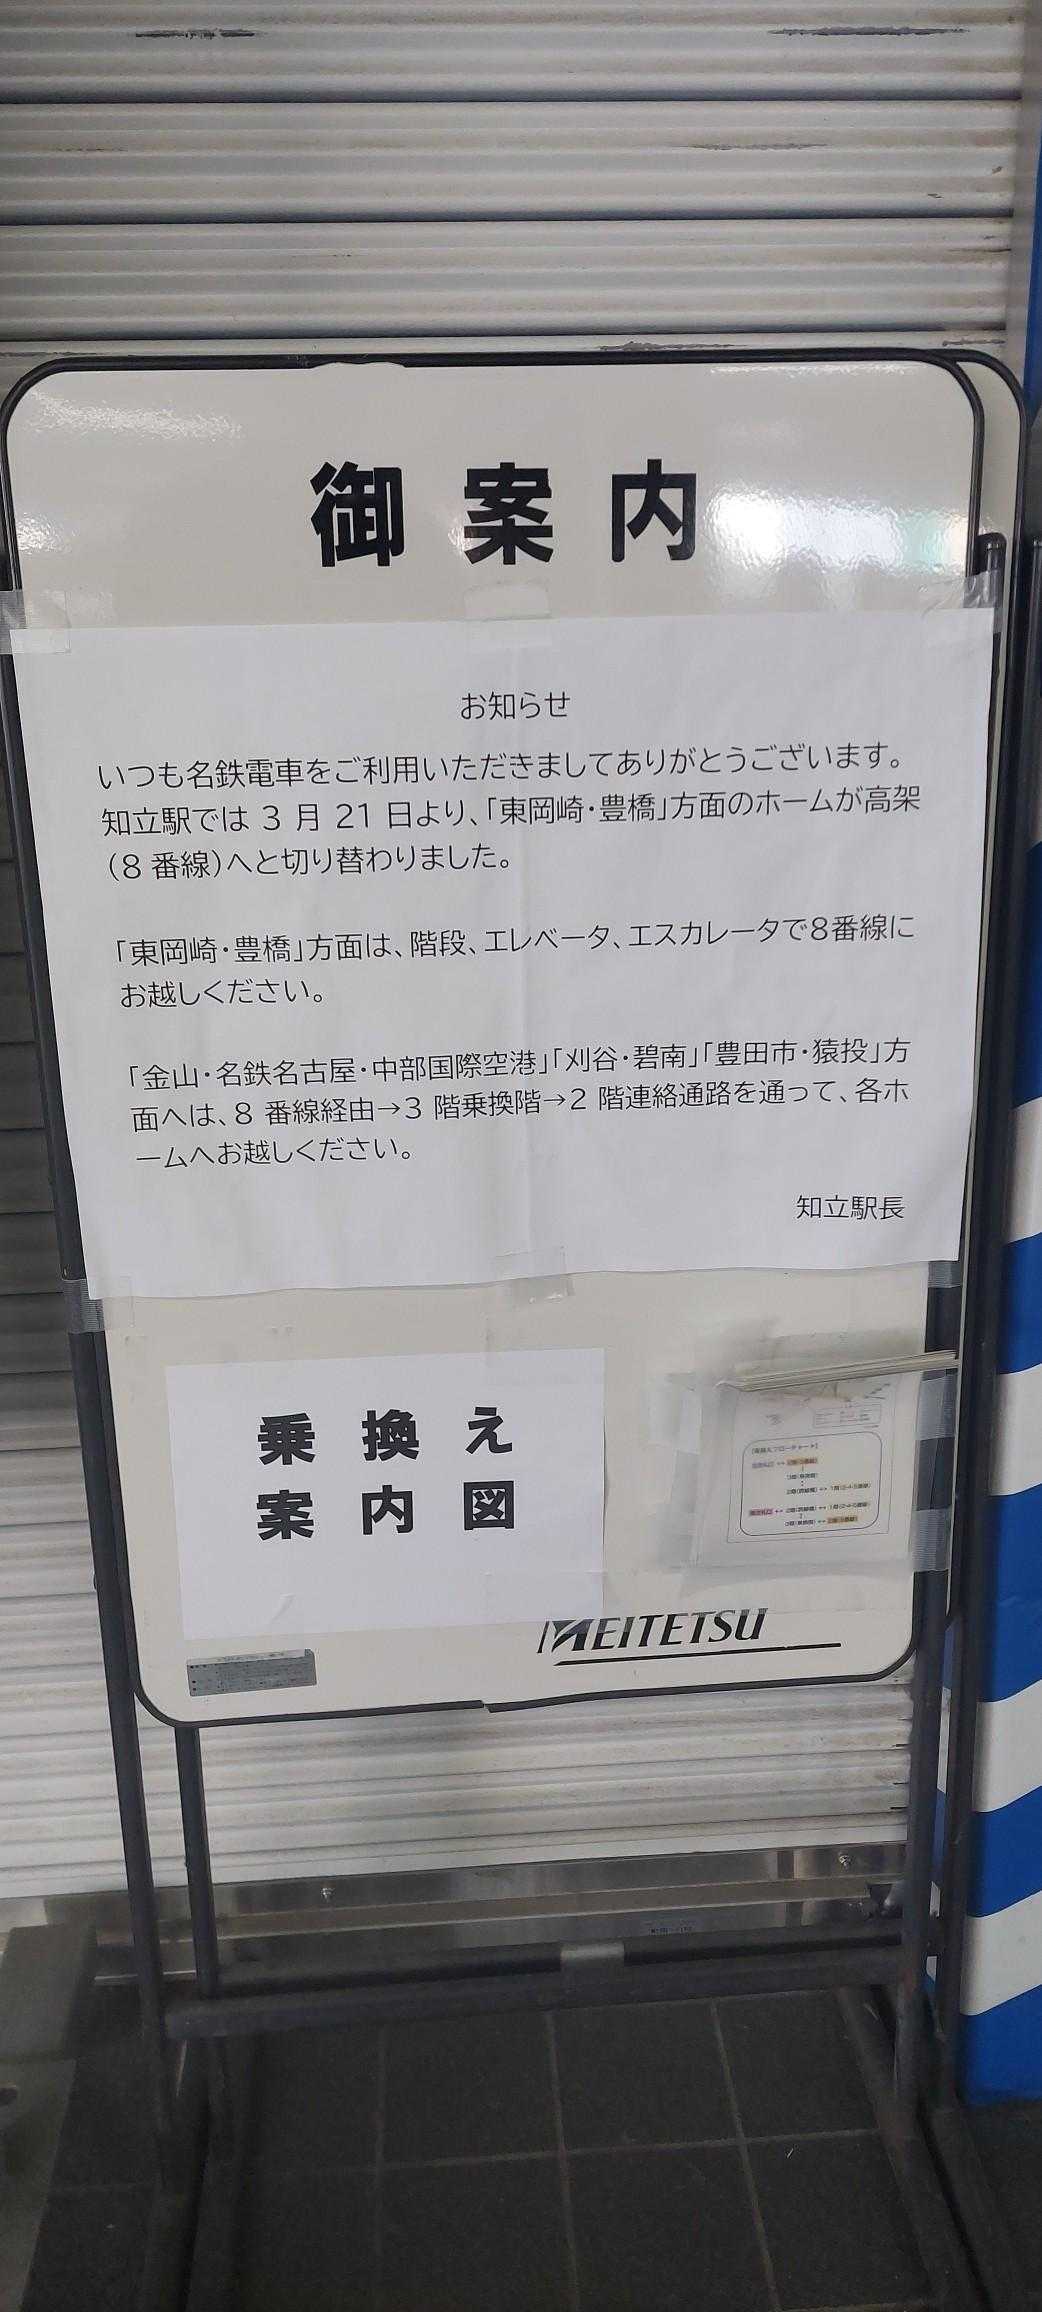 御案内
お知らせ
いつも名鉄電車をご利用いただきましてありがとうございます。
知立駅では 3 月 21 日より、「東岡崎・豊橋」方面のホームが高架
（8 番線）へと切り替わりました。
「東岡崎・豊橋」方面は、階段、エレベータ、エスカレータで8番線に
お越しください。
「金山・名鉄名古屋・中部国際空港」「刈谷・碧南」「豊田市・猿投」方
面へは、8 番線経由→3 階乗換階→2 階連絡通路を通って、各ホ
ームへお越しください。
知立駅長
乗換え
案内図
MEITETSU